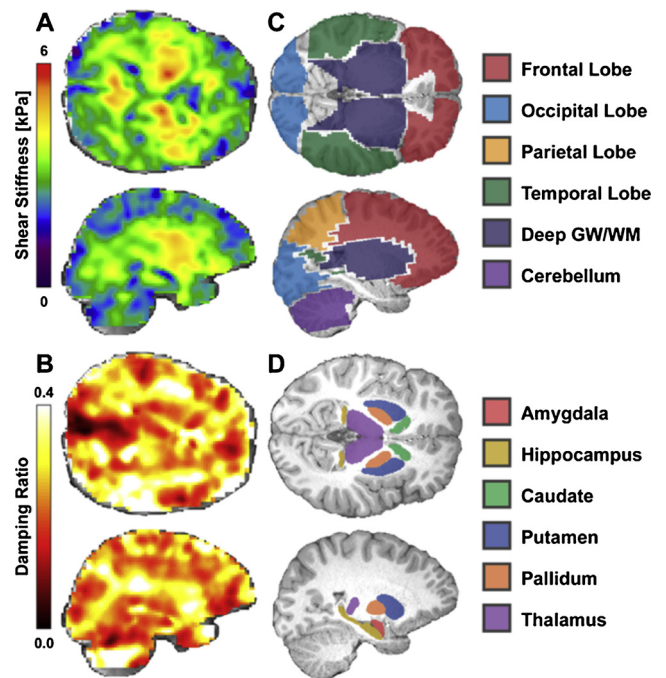 A
C
6
Shear Stiffness [kPa]
0
Frontal Lobe
Occipital Lobe
Parietal Lobe
Temporal Lobe
Deep GW/WM
Cerebellum
B
D
0.4
Damping Ratio
0.0
Amygdala
Hippocampus
Caudate
Putamen
Pallidum
Thalamus